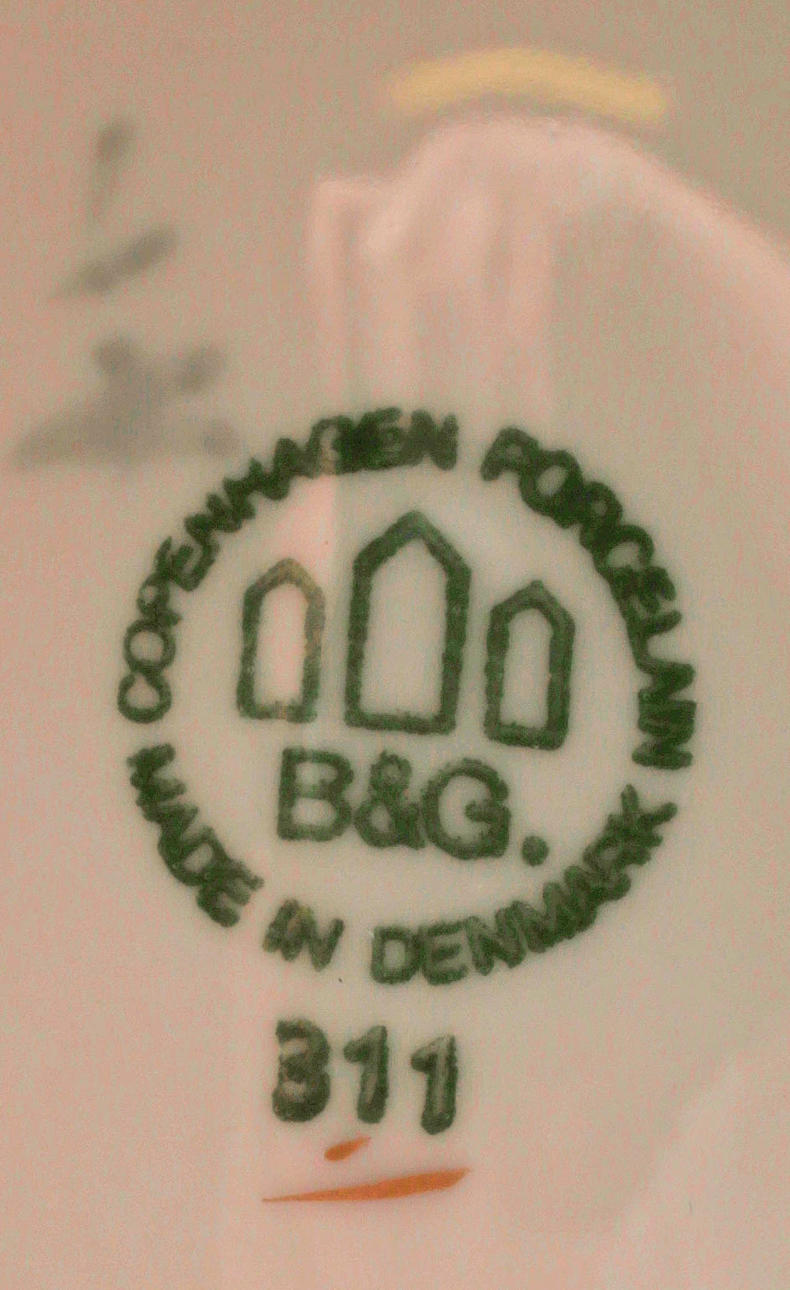 COPENHAGEN PORCELAIN
B&G.
MADE IN DENMARK
311